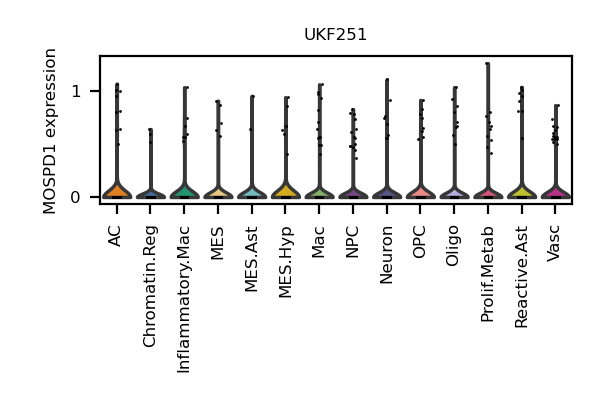 UKF251
MOSPD1 expression
1
0
AC
Chromatin.Reg
Inflammatory.Mac
MES
MES.Ast
MES.Hyp
Mac
NPC
Neuron
OPC
Oligo
Prolif.Metab
Reactive.Ast
Vasc